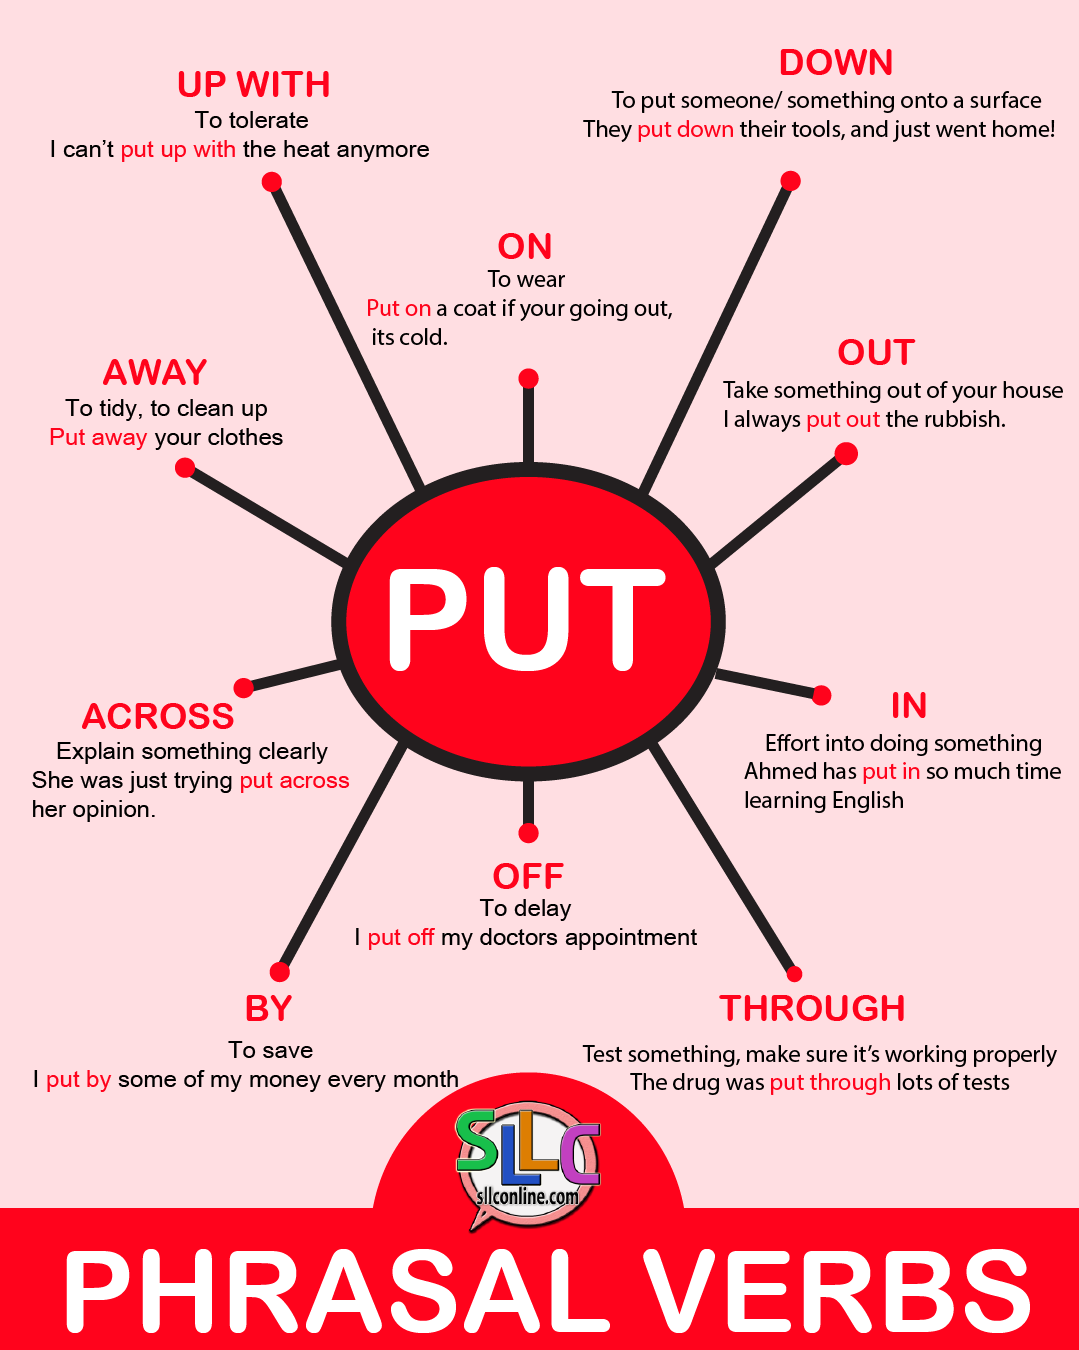 UP WITH
To tolerate
I can't put up with the heat anymore
DOWN
To put someone/ something onto a surface
They put down their tools, and just went home!
ON
To wear
Put on a coat if your going out,
its cold.
AWAY
To tidy, to clean up
Put away your clothes
OUT
Take something out of your house
I always put out the rubbish.
PUT
ACROSS
Explain something clearly
She was just trying put across
her opinion.
IN
Effort into doing something
Ahmed has put in so much time
learning English
OFF
To delay
I put off my doctors appointment
BY
To save
I put by some of my money every month
THROUGH
Test something, make sure it's working properly
The drug was put through lots of tests
SLLC
sllconline.com
PHRASAL VERBS